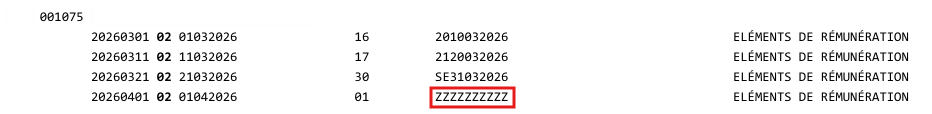 001075
20260301 02 01032026 16 2010032026 ELÉMENTS DE RÉMUNÉRATION
20260311 02 11032026 17 2120032026 ELÉMENTS DE RÉMUNÉRATION
20260321 02 21032026 30 SE31032026 ELÉMENTS DE RÉMUNÉRATION
20260401 02 01042026 01 ZZZZZZZZZZ ELÉMENTS DE RÉMUNÉRATION